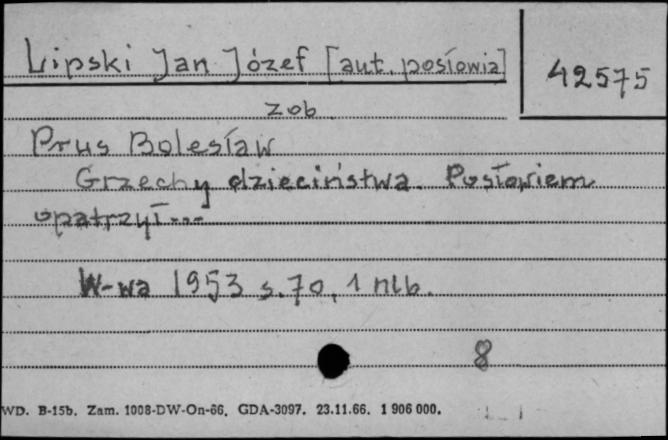 Lipski Jan Józef [aut. posłowia]
42575
zob
Prus Bolesław
Grzechy dzieciństwa. Posłowiem
opatrzył...
W-wa 1953 s. 70, 1 nlb.
8
WD. B-15b. Zam. 1008-DW-On-66. GDA-3097. 23.11.66. 1 906 000.